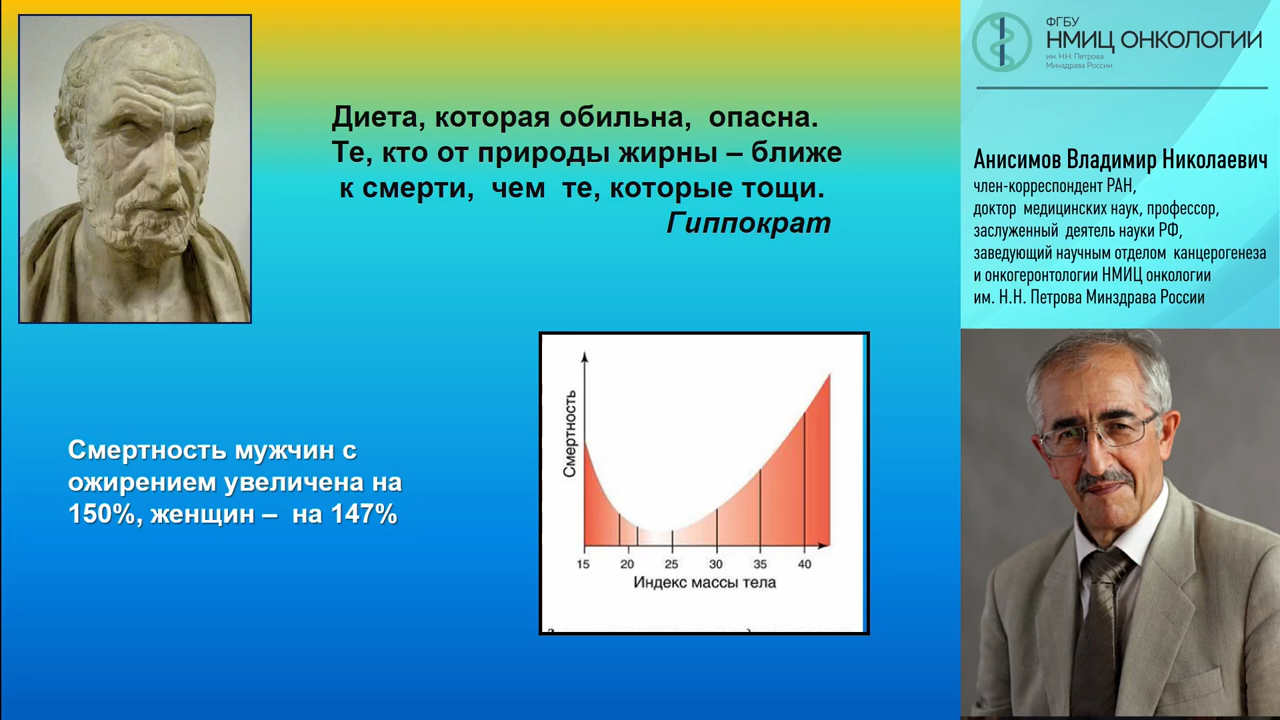 Диета, которая обильна, опасна.
Те, кто от природы жирны – ближе
к смерти, чем те, которые тощи.
Гиппократ
Смертность мужчин с
ожирением увеличена на
150%, женщин – на 147%
Смертность
15 20 25 30 35 40
Индекс массы тела
ФГБУ
НМИЦ ОНКОЛОГИИ
им. Н.Н. Петрова
Минздрава России
Анисимов Владимир Николаевич
член-корреспондент РАН,
доктор медицинских наук, профессор,
заслуженный деятель науки РФ,
заведующий научным отделом канцерогенеза
и онкогеронтологии НМИЦ онкологии
им. Н.Н. Петрова Минздрава России